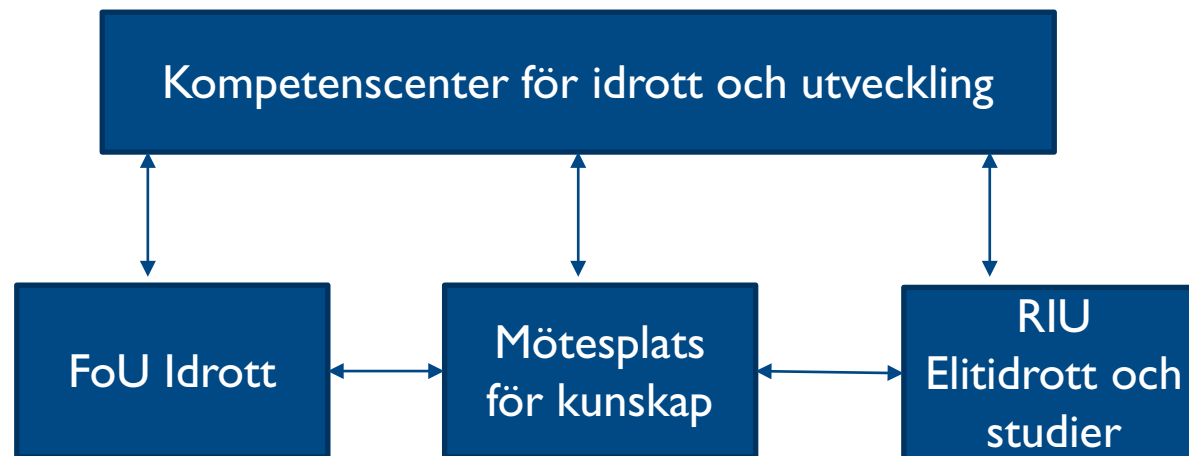 Kompetenscenter för idrott och utveckling
FoU Idrott
Mötesplats
för kunskap
RIU
Elitidrott och
studier